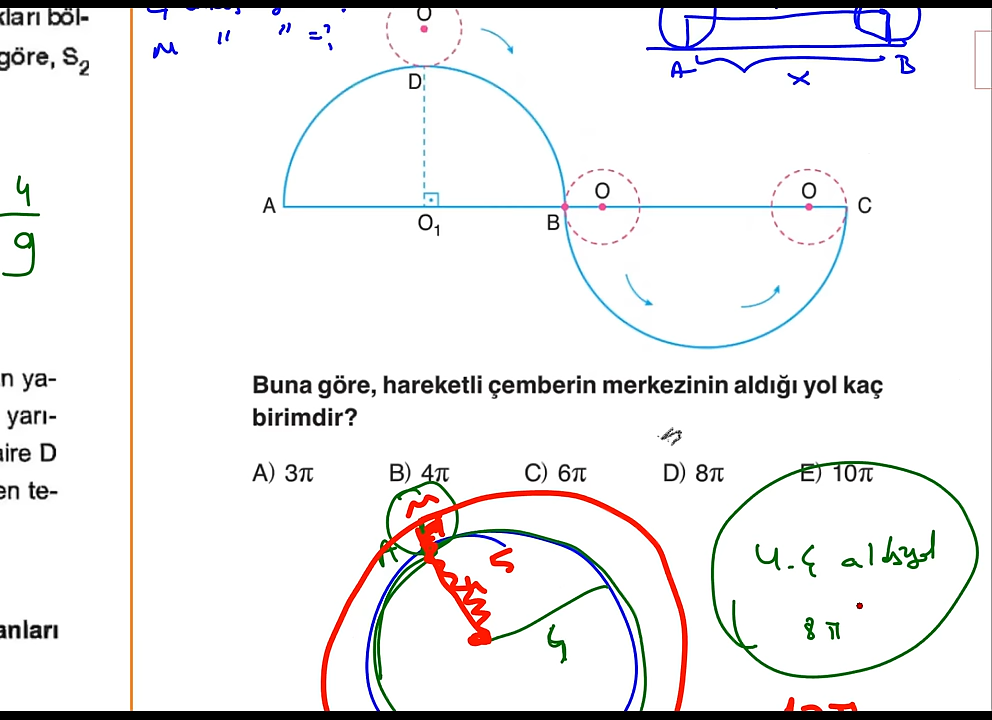 kları böl-
göre, S2
4
9
n ya-
yarı-
aire D
en te-
anları
M " " =?
O
D
A
O1
B
O
O
C
A
x
B
Buna göre, hareketli çemberin merkezinin aldığı yol kaç
birimdir?
A) 3π B) 4π C) 6π D) 8π E) 10π
M
A
5
4
8π